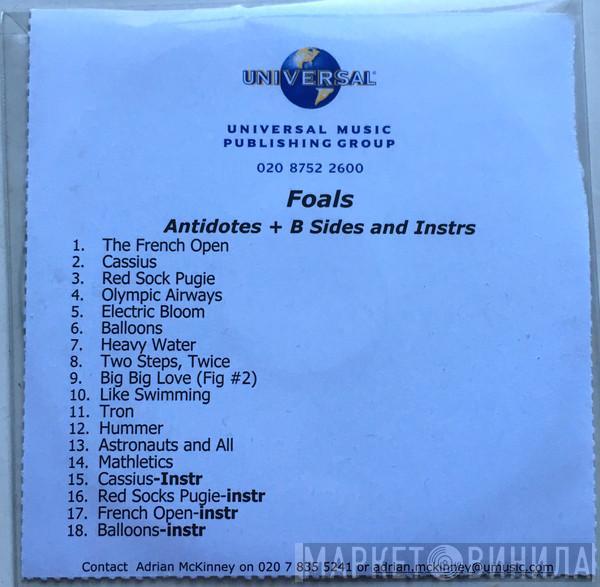 UNIVERSAL
UNIVERSAL MUSIC
PUBLISHING GROUP
020 8752 2600
Foals
Antidotes + B Sides and Instrs
1. The French Open
2. Cassius
3. Red Sock Pugie
4. Olympic Airways
5. Electric Bloom
6. Balloons
7. Heavy Water
8. Two Steps, Twice
9. Big Big Love (Fig #2)
10. Like Swimming
11. Tron
12. Hummer
13. Astronauts and All
14. Mathletics
15. Cassius-Instr
16. Red Socks Pugie-instr
17. French Open-instr
18. Balloons-instr
МАРКЕТ ВИНИЛА
Contact Adrian McKinney on 020 7 835 5241 or adrian.mckinney@umusic.com